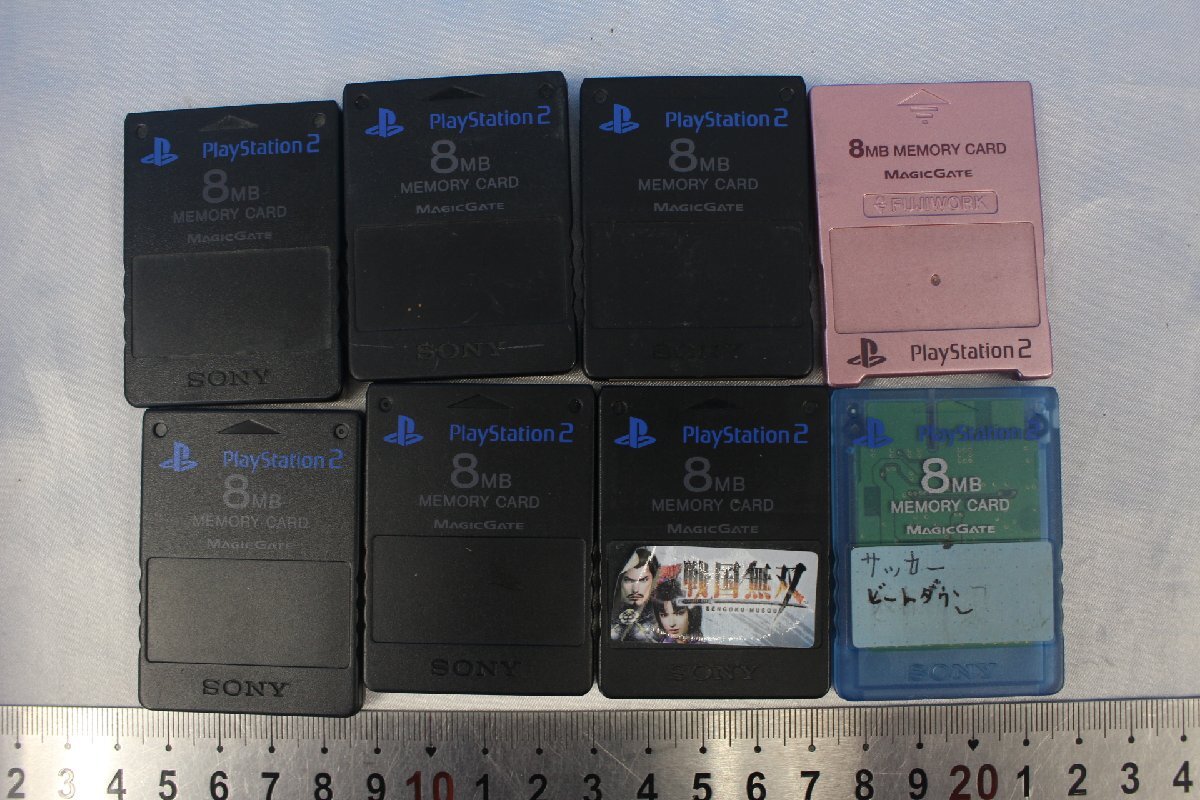 PlayStation 2
8MB
MEMORY CARD
MAGICGATE
SONY
PlayStation 2
8MB
MEMORY CARD
MAGICGATE
SONY
PlayStation 2
8MB
MEMORY CARD
MAGICGATE
SONY
8MB MEMORY CARD
MAGICGATE
FUJIWORK
PlayStation 2
PlayStation 2
8MB
MEMORY CARD
MAGICGATE
SONY
PlayStation 2
8MB
MEMORY CARD
MAGICGATE
SONY
PlayStation 2
8MB
MEMORY CARD
MAGICGATE
戦国無双
SENGOKU MUSOU
SONY
PlayStation 2
8MB
MEMORY CARD
MAGICGATE
サッカー
ビートダウン
SONY
2 3 4 5 6 7 8 9 10 1 2 3 4 5 6 7 8 9 20 1 2 3 4